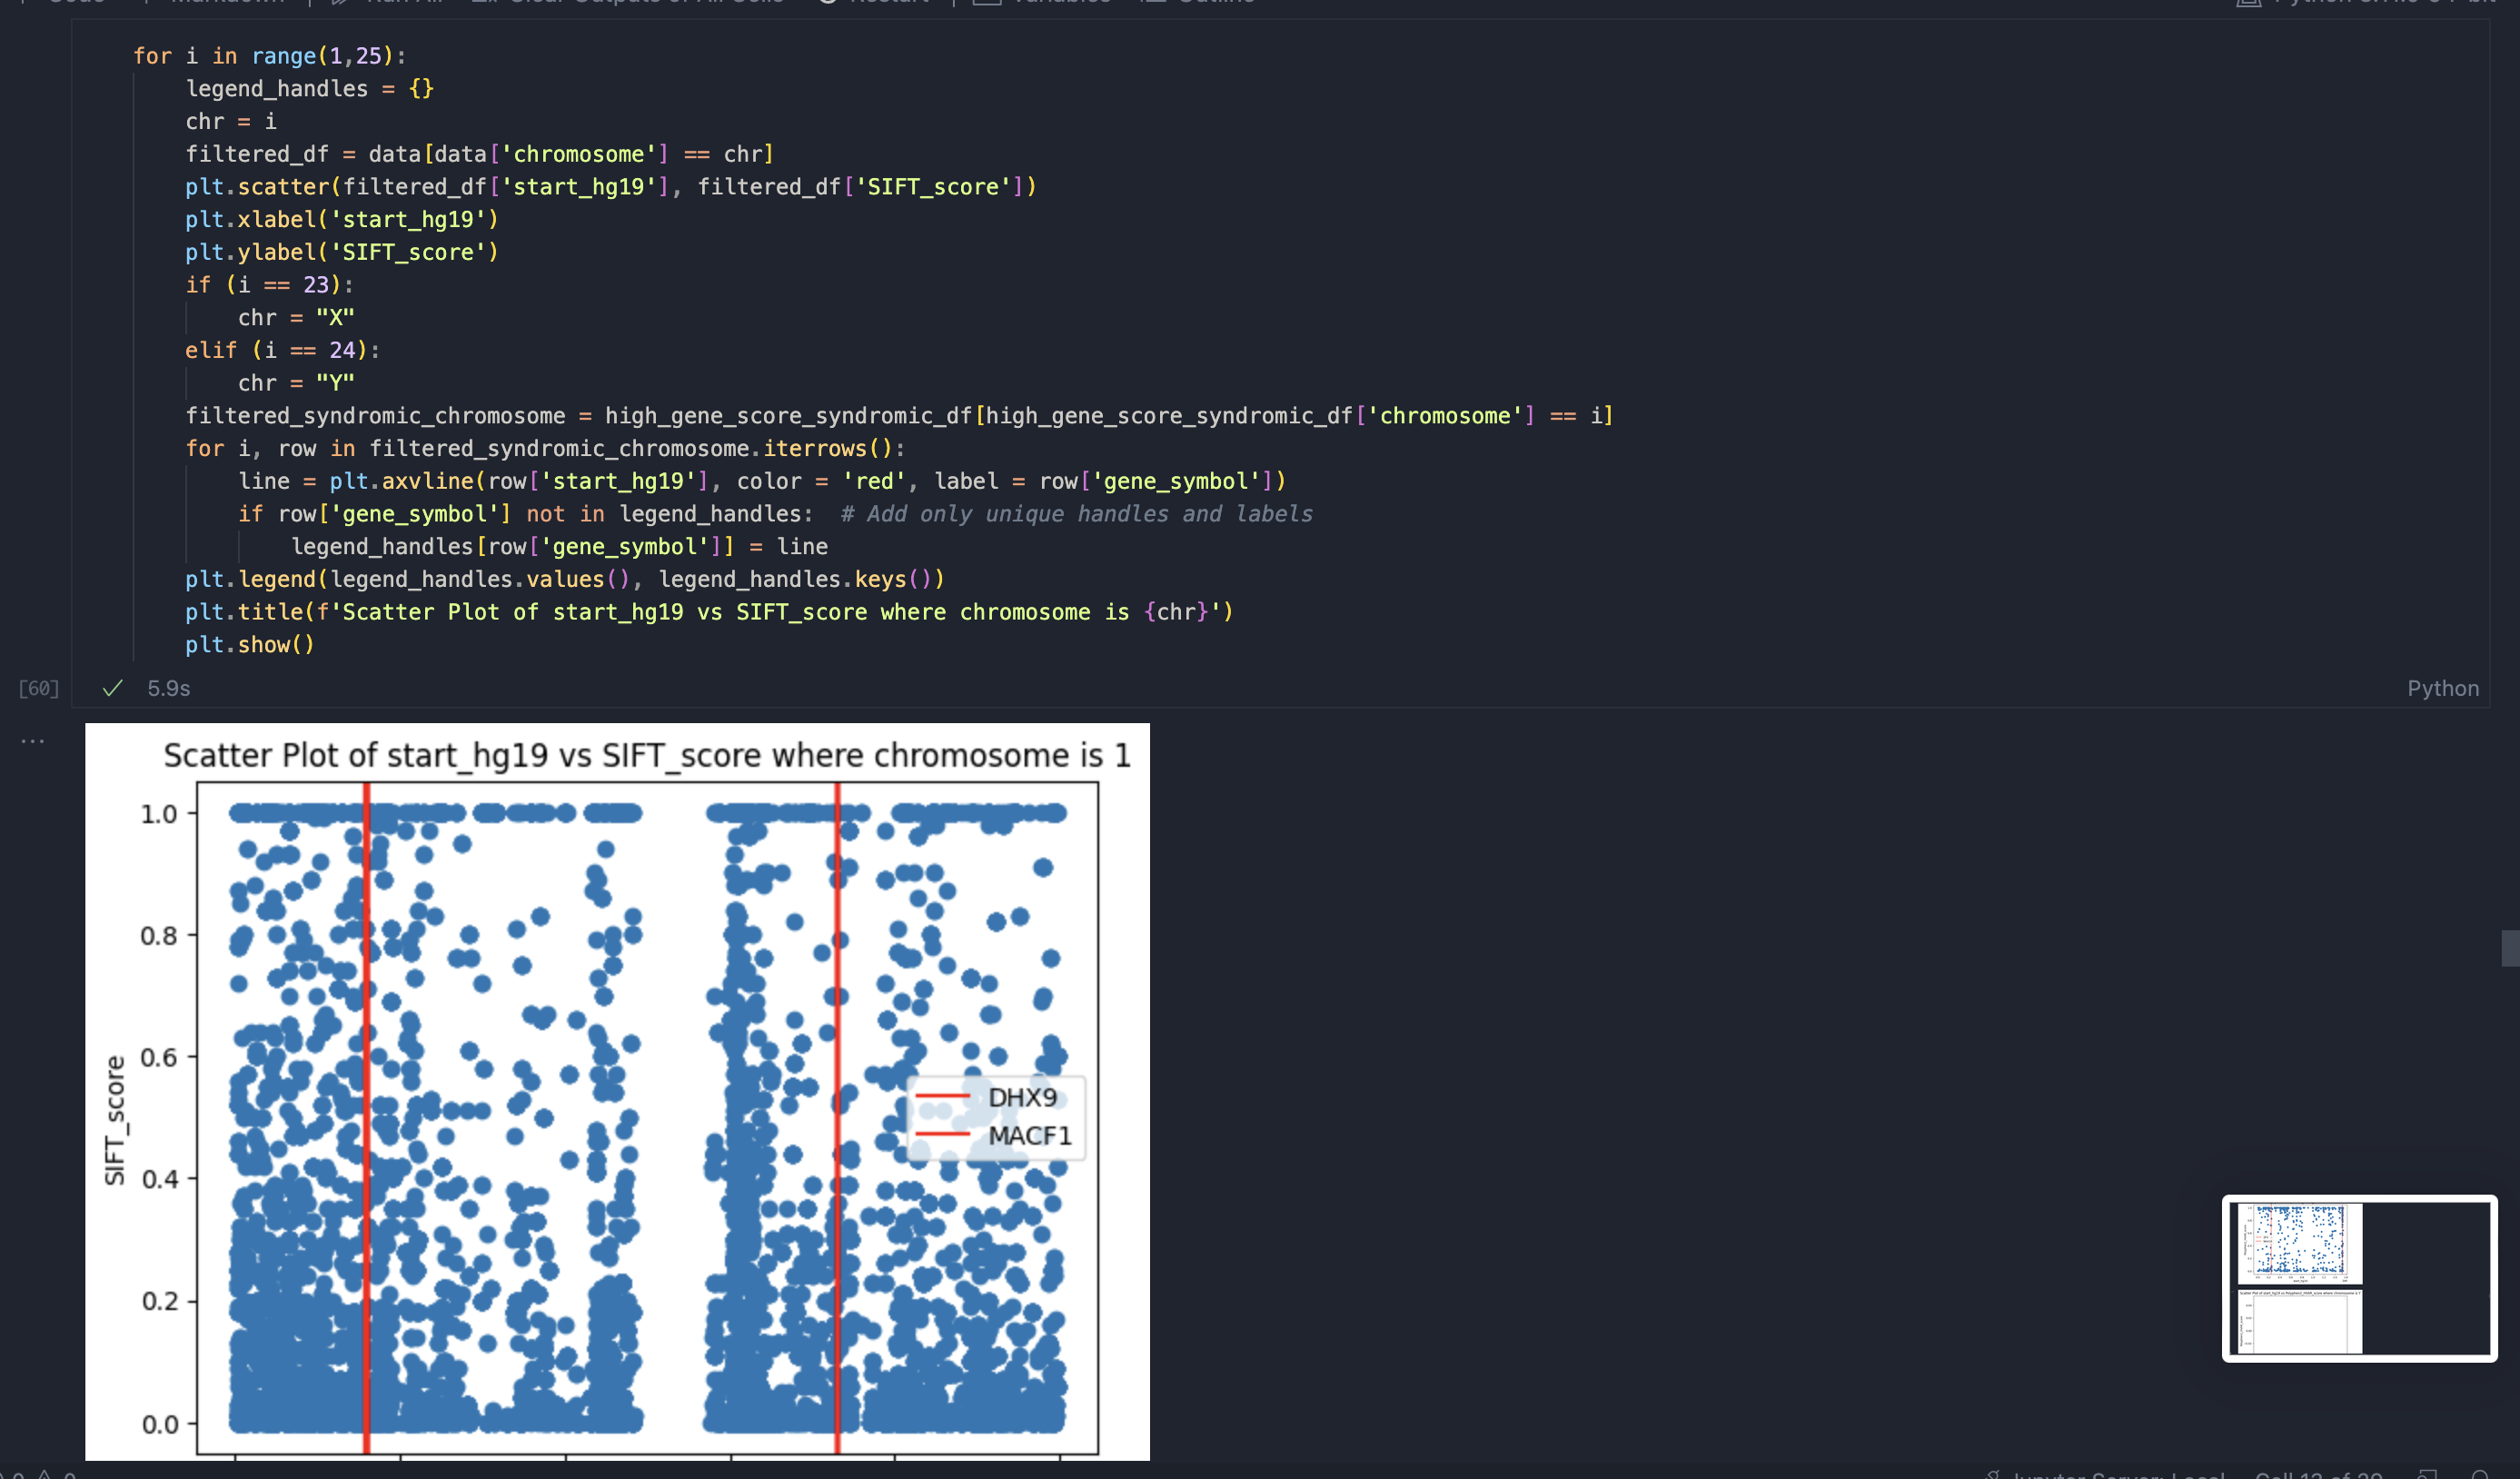 for i in range(1,25):
legend_handles = {}
chr = i
filtered_df = data[data['chromosome'] == chr]
plt.scatter(filtered_df['start_hg19'], filtered_df['SIFT_score'])
plt.xlabel('start_hg19')
plt.ylabel('SIFT_score')
if (i == 23):
chr = "X"
elif (i == 24):
chr = "Y"
filtered_syndromic_chromosome = high_gene_score_syndromic_df[high_gene_score_syndromic_df['chromosome'] == i]
for i, row in filtered_syndromic_chromosome.iterrows():
line = plt.axvline(row['start_hg19'], color = 'red', label = row['gene_symbol'])
if row['gene_symbol'] not in legend_handles:  # Add only unique handles and labels
legend_handles[row['gene_symbol']] = line
plt.legend(legend_handles.values(), legend_handles.keys())
plt.title(f'Scatter Plot of start_hg19 vs SIFT_score where chromosome is {chr}')
plt.show()
[60]
5.9s
Python
Scatter Plot of start_hg19 vs SIFT_score where chromosome is 1
1.0
0.8
0.6
0.4
0.2
0.0
SIFT_score
DHX9
MACF1